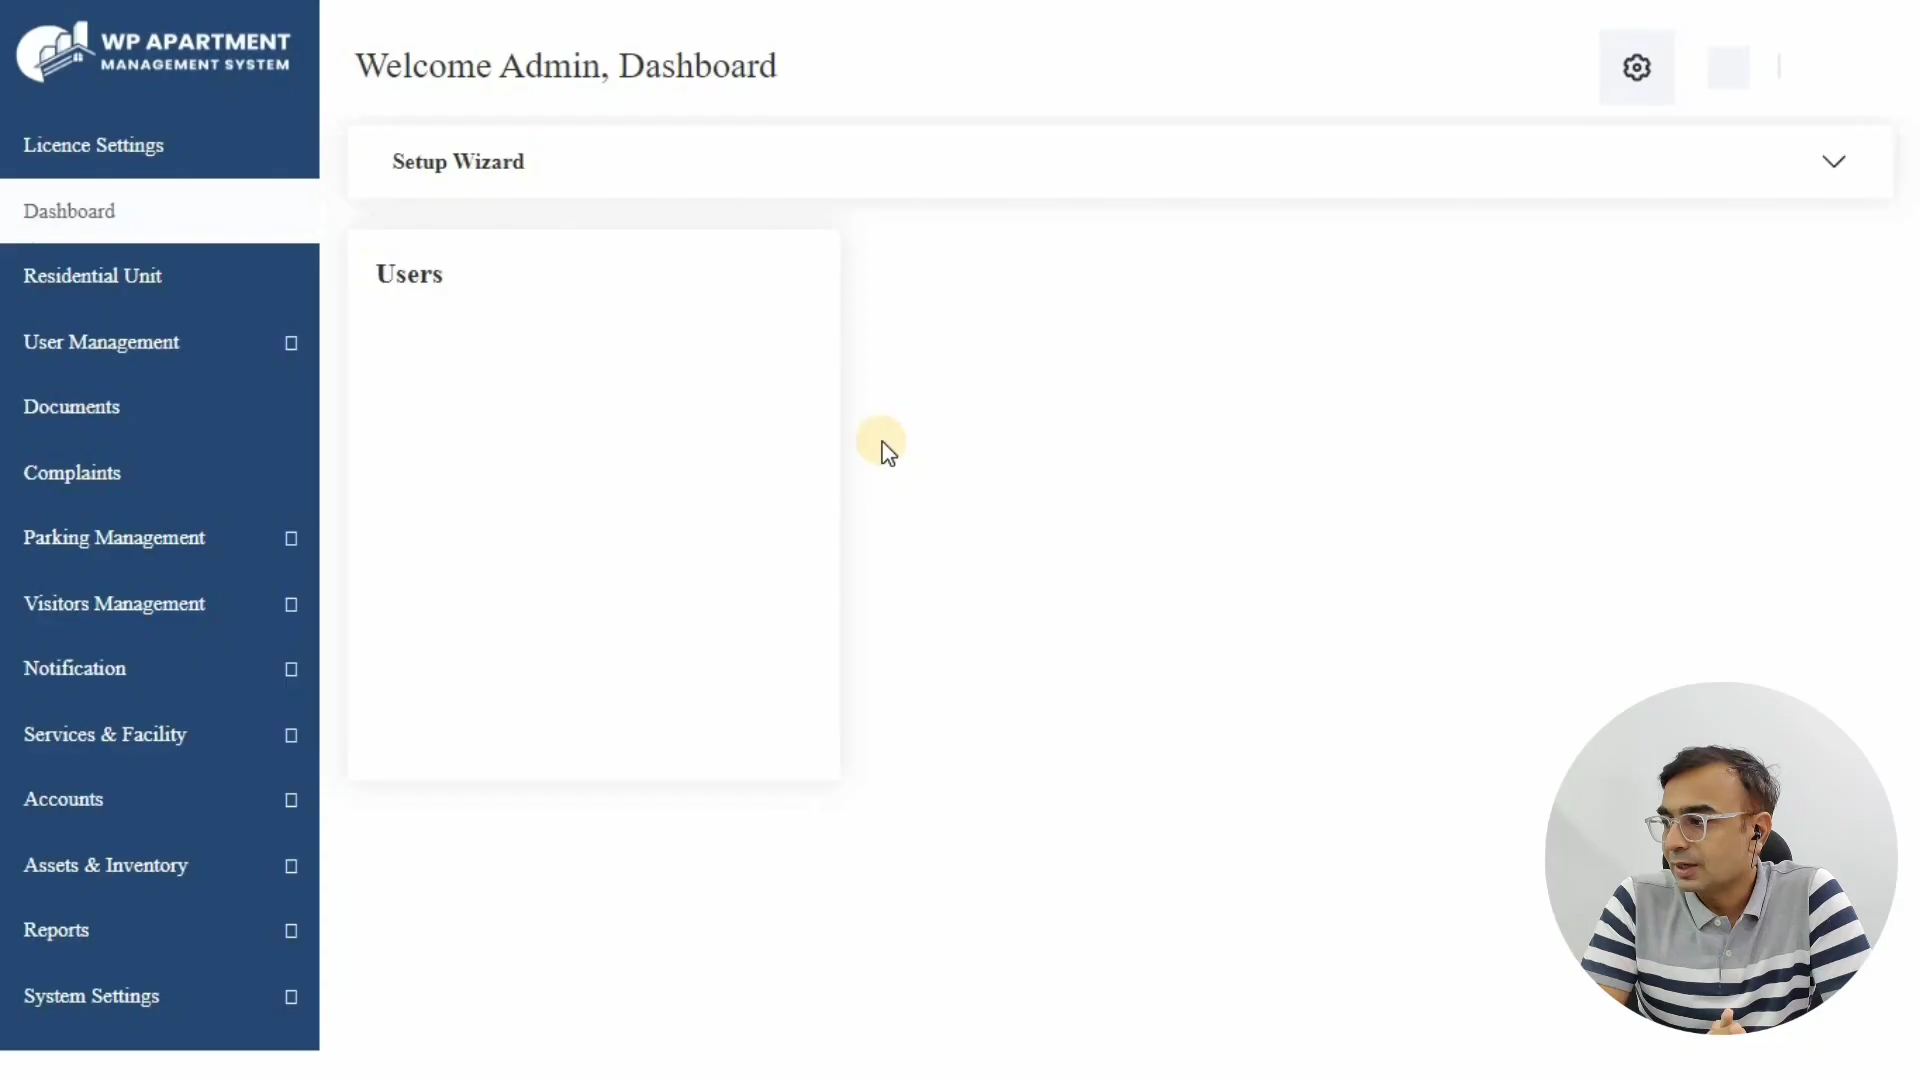 WP APARTMENT
MANAGEMENT SYSTEM
Licence Settings
Dashboard
Residential Unit
User Management
Documents
Complaints
Parking Management
Visitors Management
Notification
Services & Facility
Accounts
Assets & Inventory
Reports
System Settings
Welcome Admin, Dashboard
Setup Wizard
Users